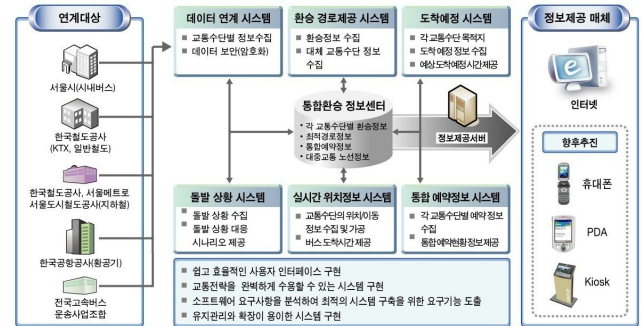 연계대상
서울시(시내버스)
한국철도공사
(KTX, 일반철도)
한국철도공사, 서울메트로
서울도시철도공사(지하철)
한국공항공사(황공기)
전국고속버스
운송사업조합
데이터 연계 시스템
교통수단별 정보수집
데이터 보안(암호화)
환승 경로제공 시스템
환승정보 수집
대체 교통수단 정보
수집
도착예정 시스템
각 교통수단 목적지
도착 예정 정보 수집
예상 도착예정 시간 제공
통합환승 정보센터
각 교통수단별 환승정보
최적경로정보
통합예약정보
대중교통 노선정보
정보제공서버
돌발 상황 시스템
돌발 상황 수집
돌발 상황 대응
시나리오 제공
실시간 위치정보 시스템
교통수단의 위치/이동
정보 수집 및 가공
버스 도착시간 제공
통합 예약정보 시스템
각 교통수단별 예약 정보
수집
통합 예약현황 정보제공
쉽고 효율적인 사용자 인터페이스 구현
교통전략을 완벽하게 수용할 수 있는 시스템 구현
소프트웨어 요구사항을 분석하여 최적의 시스템 구축을 위한 요구기능 도출
유지관리와 확장이 용이한 시스템 구현
정보제공 매체
인터넷
향후추진
휴대폰
PDA
Kiosk